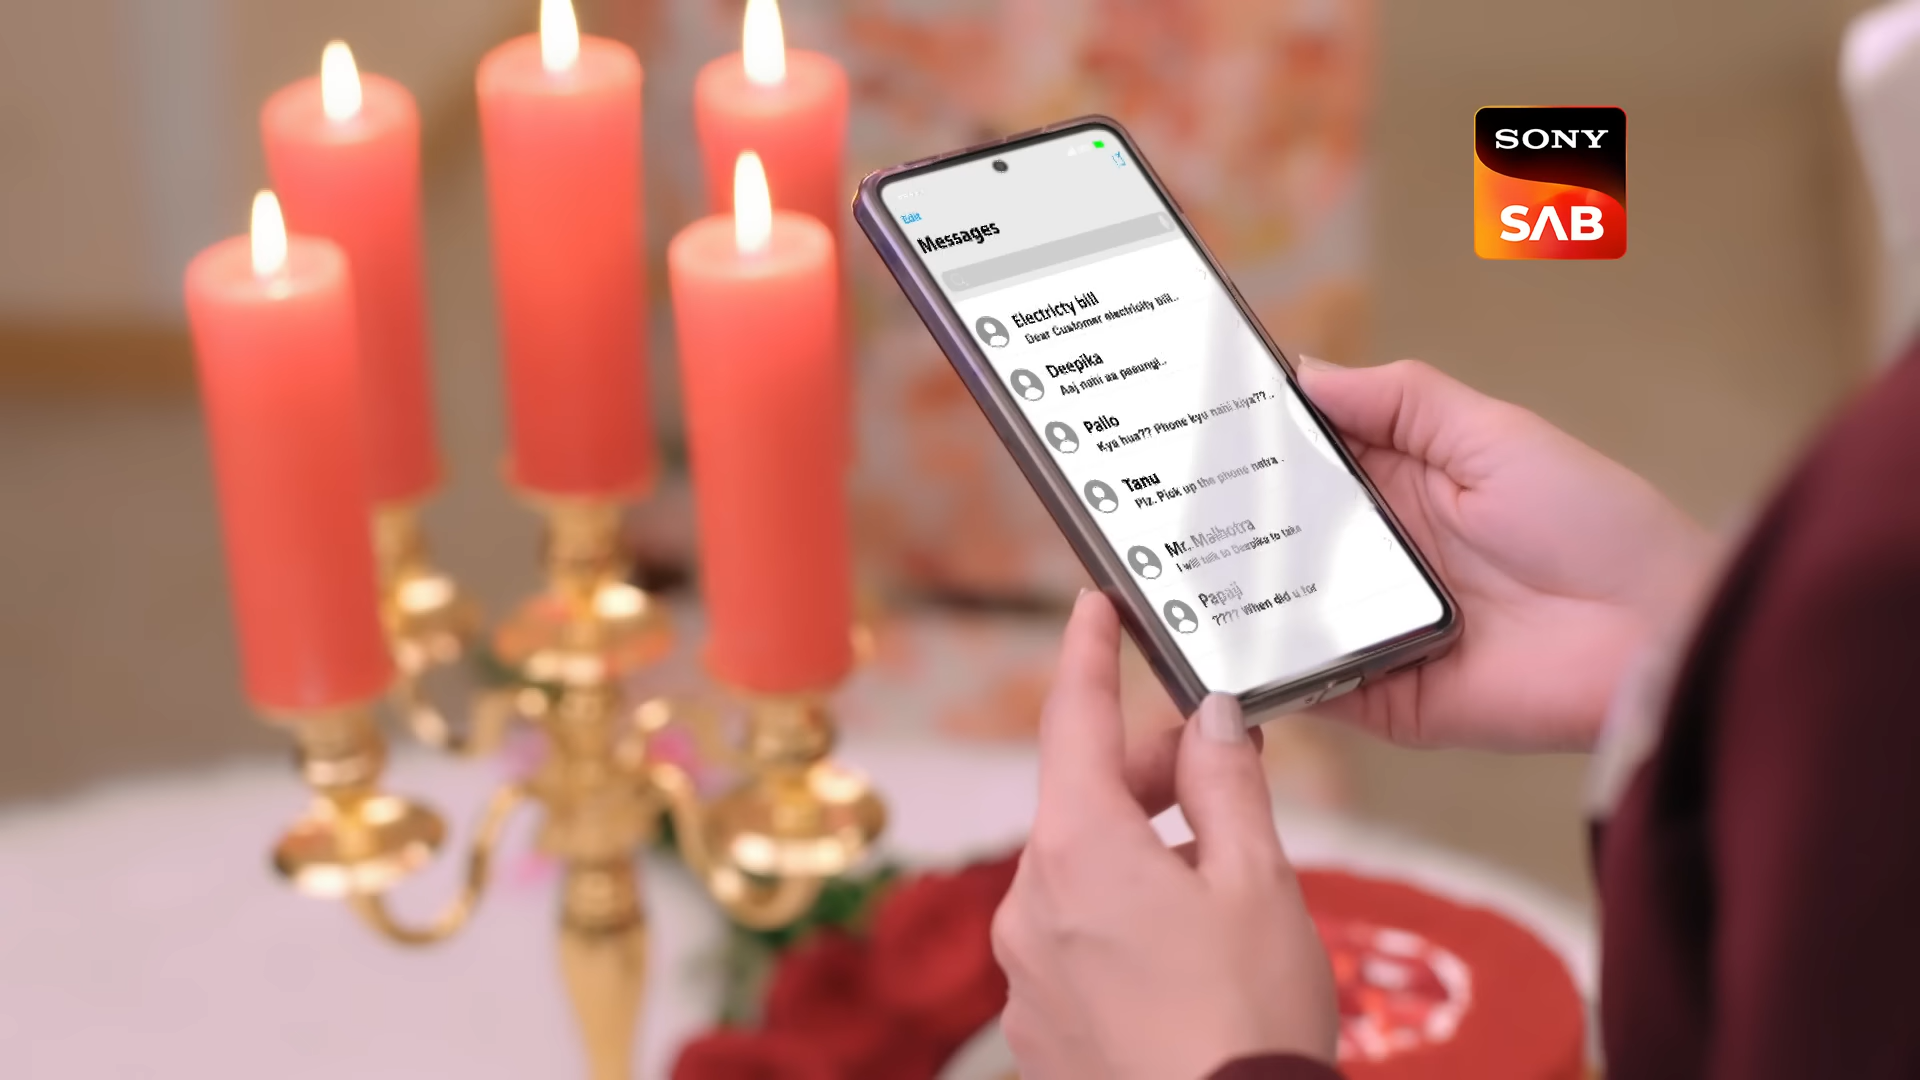 SONY
SAB
Edit
Messages
Electricty bill
Dear Customer electricity bill..
Deepika
Aaj nahi aa paaungi..
Pallo
Kya hua?? Phone kyu nahi kiya??..
Tanu
Plz. Pick up the phone netra .
Mr. Malhotra
I will talk to Deepika to take
Papaji
???? When did u for